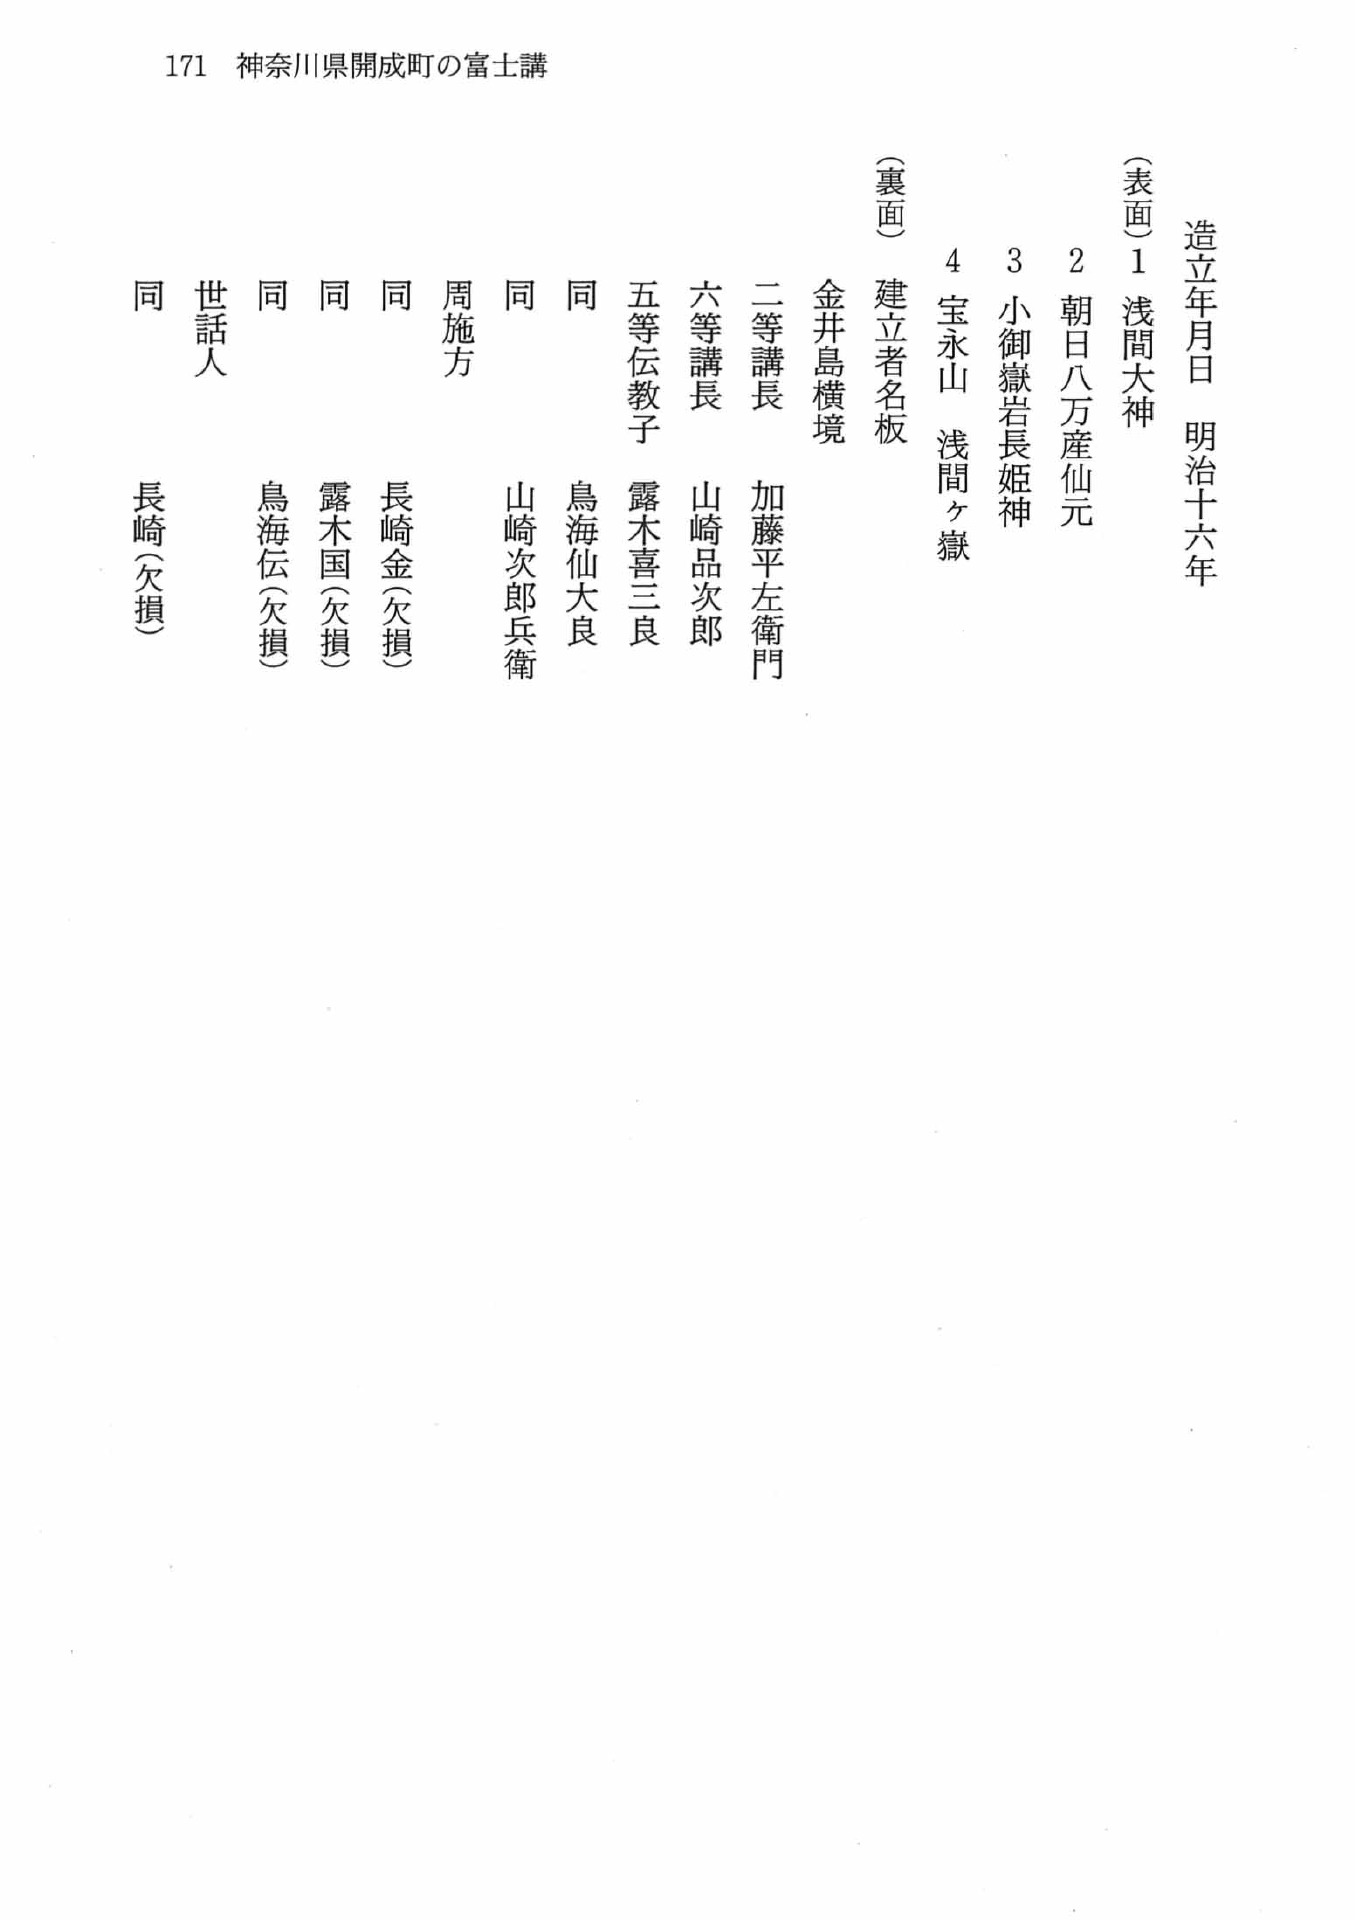 171 神奈川県開成町の富士講
造立年月日 明治十六年
（表面）1 浅間大神
2 朝日八万産仙元
3 小御嶽岩長姫神
4 宝永山 浅間ヶ嶽
（裏面） 建立者名板
金井島横境
二等講長 加藤平左衛門
六等講長 山崎品次郎
五等伝教子 露木喜三良
同 鳥海仙大良
同 山崎次郎兵衛
周施方
同 長崎金（欠損）
同 露木国（欠損）
同 鳥海伝（欠損）
世話人
同 長崎（欠損）